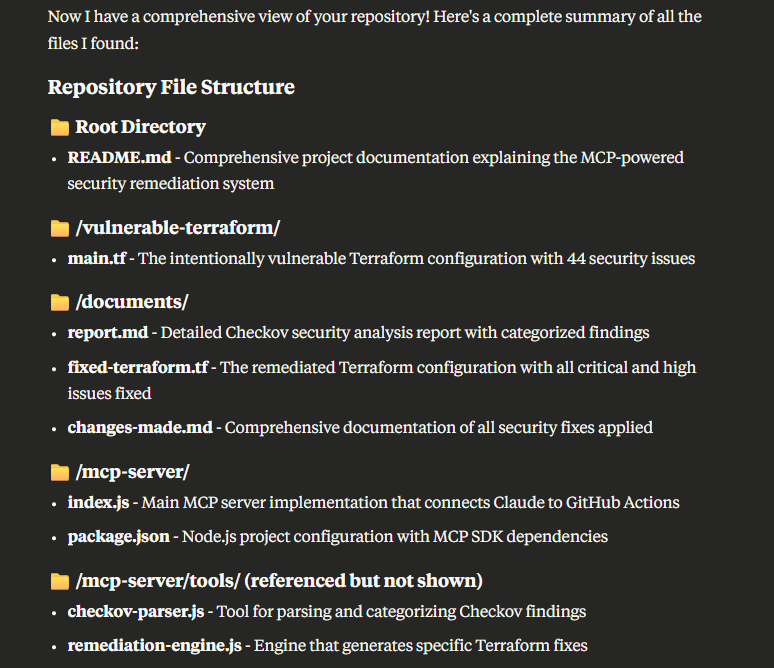 Now I have a comprehensive view of your repository! Here's a complete summary of all the
files I found:
Repository File Structure
Root Directory
• README.md - Comprehensive project documentation explaining the MCP-powered
security remediation system
/vulnerable-terraform/
• main.tf - The intentionally vulnerable Terraform configuration with 44 security issues
/documents/
• report.md - Detailed Checkov security analysis report with categorized findings
• fixed-terraform.tf - The remediated Terraform configuration with all critical and high
issues fixed
• changes-made.md - Comprehensive documentation of all security fixes applied
/mcp-server/
• index.js - Main MCP server implementation that connects Claude to GitHub Actions
• package.json - Node.js project configuration with MCP SDK dependencies
/mcp-server/tools/ (referenced but not shown)
• checkov-parser.js - Tool for parsing and categorizing Checkov findings
• remediation-engine.js - Engine that generates specific Terraform fixes